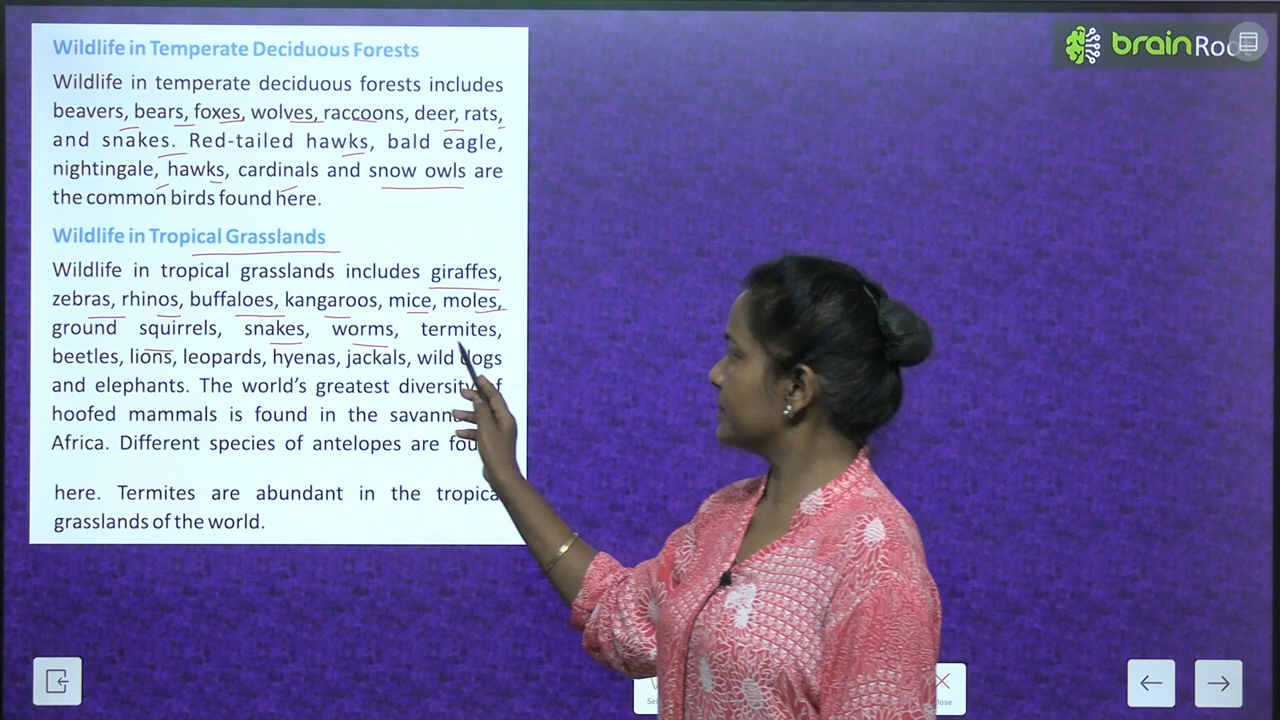 Wildlife in Temperate Deciduous Forests
Wildlife in temperate deciduous forests includes
beavers, bears, foxes, wolves, raccoons, deer, rats,
and snakes. Red-tailed hawks, bald eagle,
nightingale, hawks, cardinals and snow owls are
the common birds found here.
Wildlife in Tropical Grasslands
Wildlife in tropical grasslands includes giraffes,
zebras, rhinos, buffaloes, kangaroos, mice, moles,
ground squirrels, snakes, worms, termites,
beetles, lions, leopards, hyenas, jackals, wild dogs
and elephants. The world's greatest diversity of
hoofed mammals is found in the
Africa. Different species of antelopes are
here. Termites are abundant in the
grasslands of the world.
brain